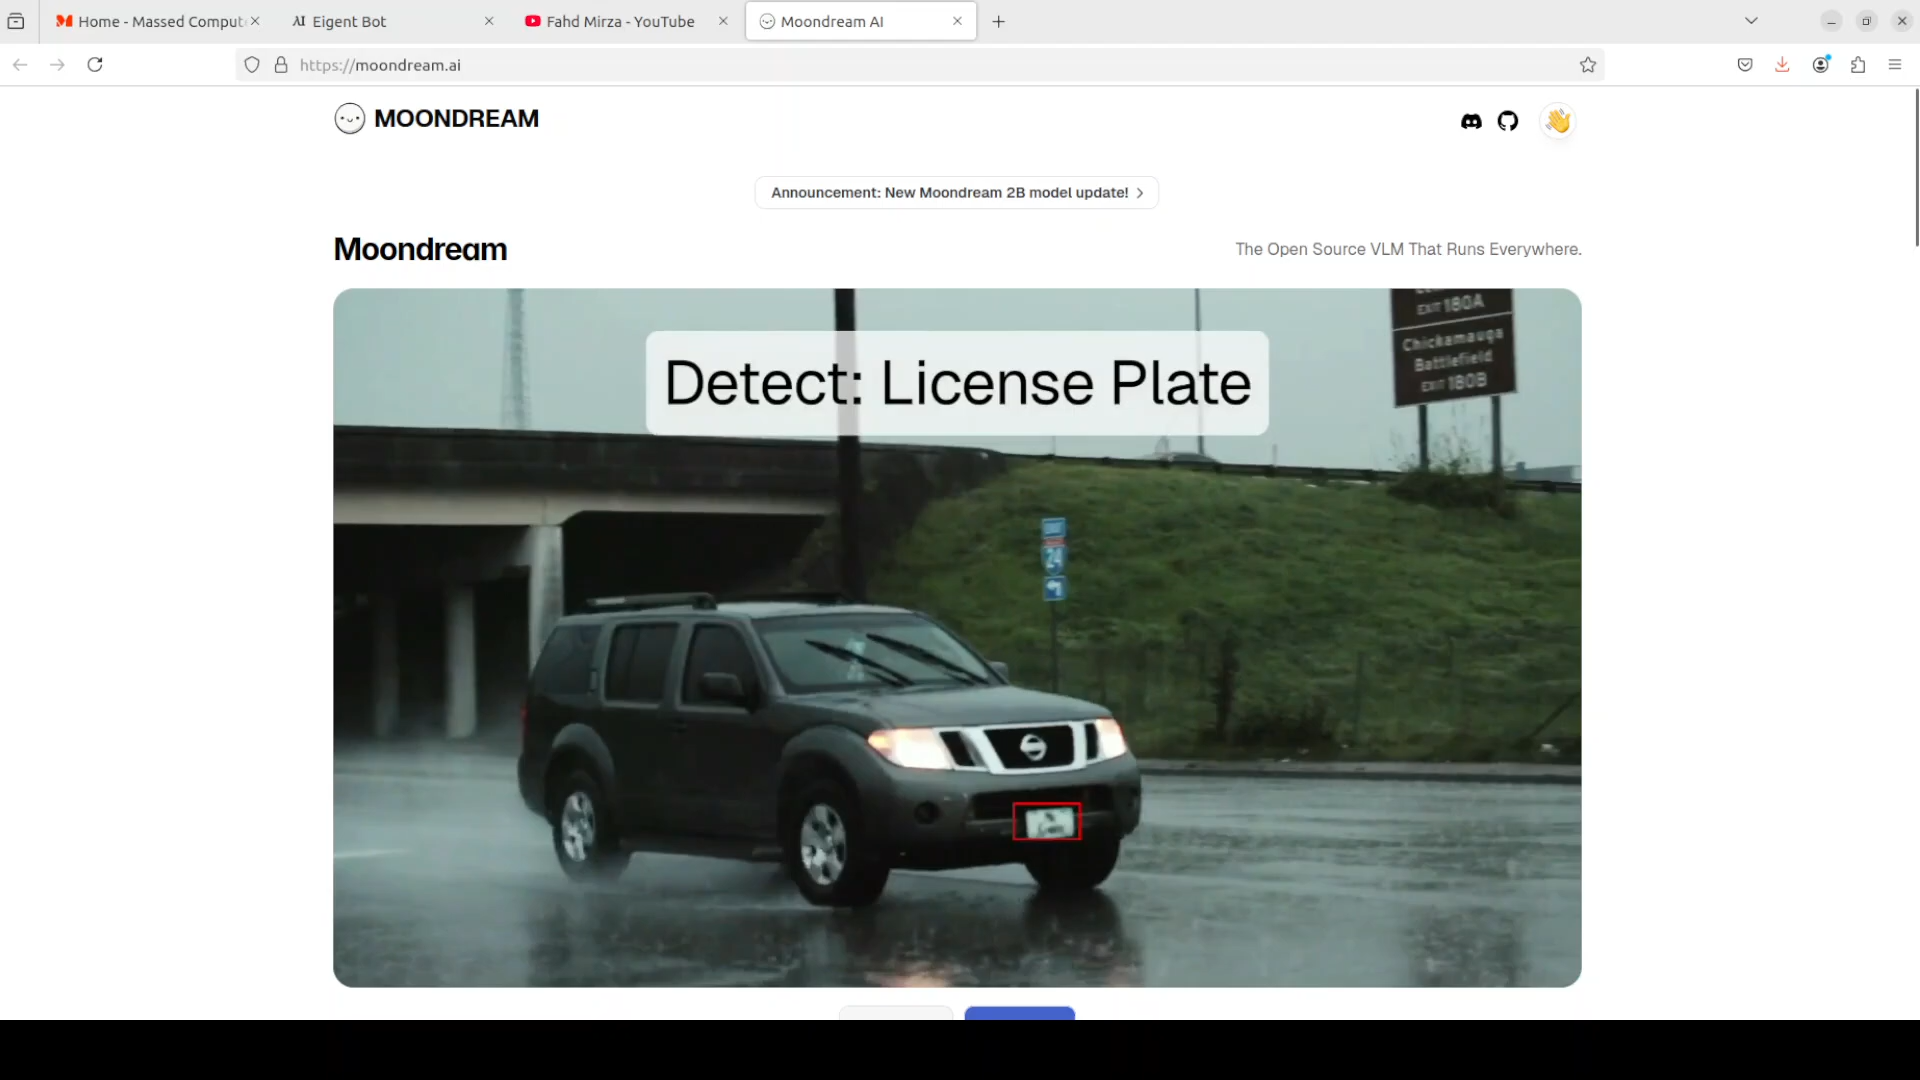 Home - Massed Comput
Eigent Bot
Fahd Mirza - YouTube
Moondream AI
https://moondream.ai
MOONDREAM
Announcement: New Moondream 2B model update!
Moondream
The Open Source VLM That Runs Everywhere.
Detect: License Plate
EXIT 180A
Chickamauga
Battlefield
EXIT 180B
24